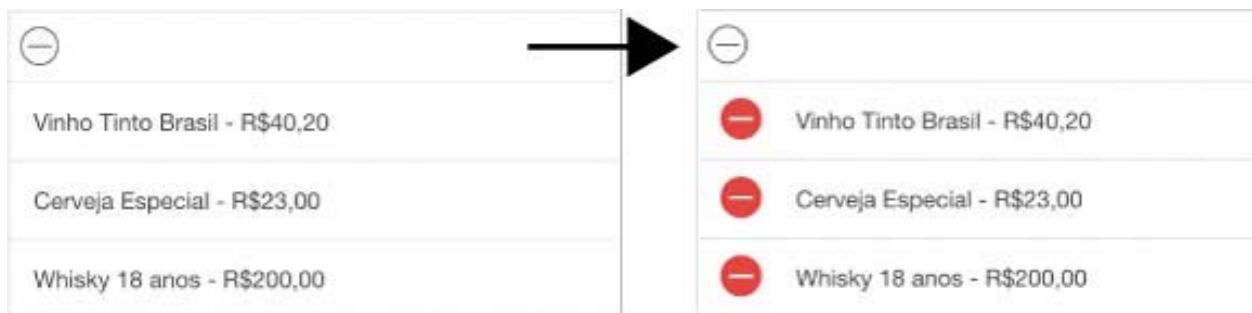 Vinho Tinto Brasil - R$40,20
Cerveja Especial - R$23,00
Whisky 18 anos - R$200,00
Vinho Tinto Brasil - R$40,20
Cerveja Especial - R$23,00
Whisky 18 anos - R$200,00